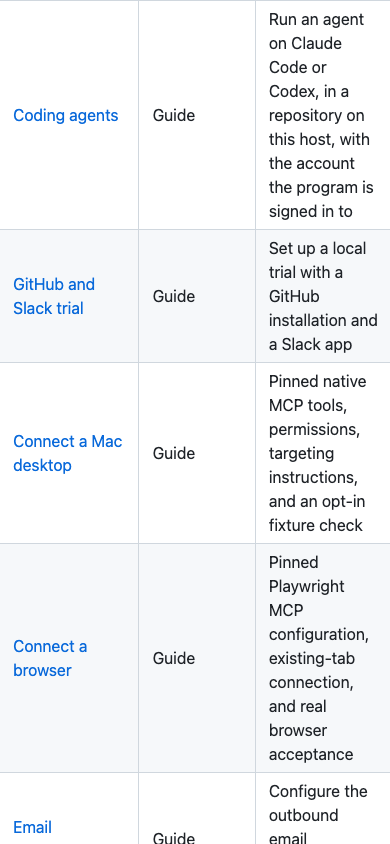 Coding agents
Guide
Run an agent
on Claude
Code or
Codex, in a
repository on
this host, with
the account
the program is
signed in to
GitHub and
Slack trial
Guide
Set up a local
trial with a
GitHub
installation and
a Slack app
Connect a Mac
desktop
Guide
Pinned native
MCP tools,
permissions,
targeting
instructions,
and an opt-in
fixture check
Connect a
browser
Guide
Pinned
Playwright
MCP
configuration,
existing-tab
connection,
and real
browser
acceptance
Email
Guide
Configure the
outbound
email